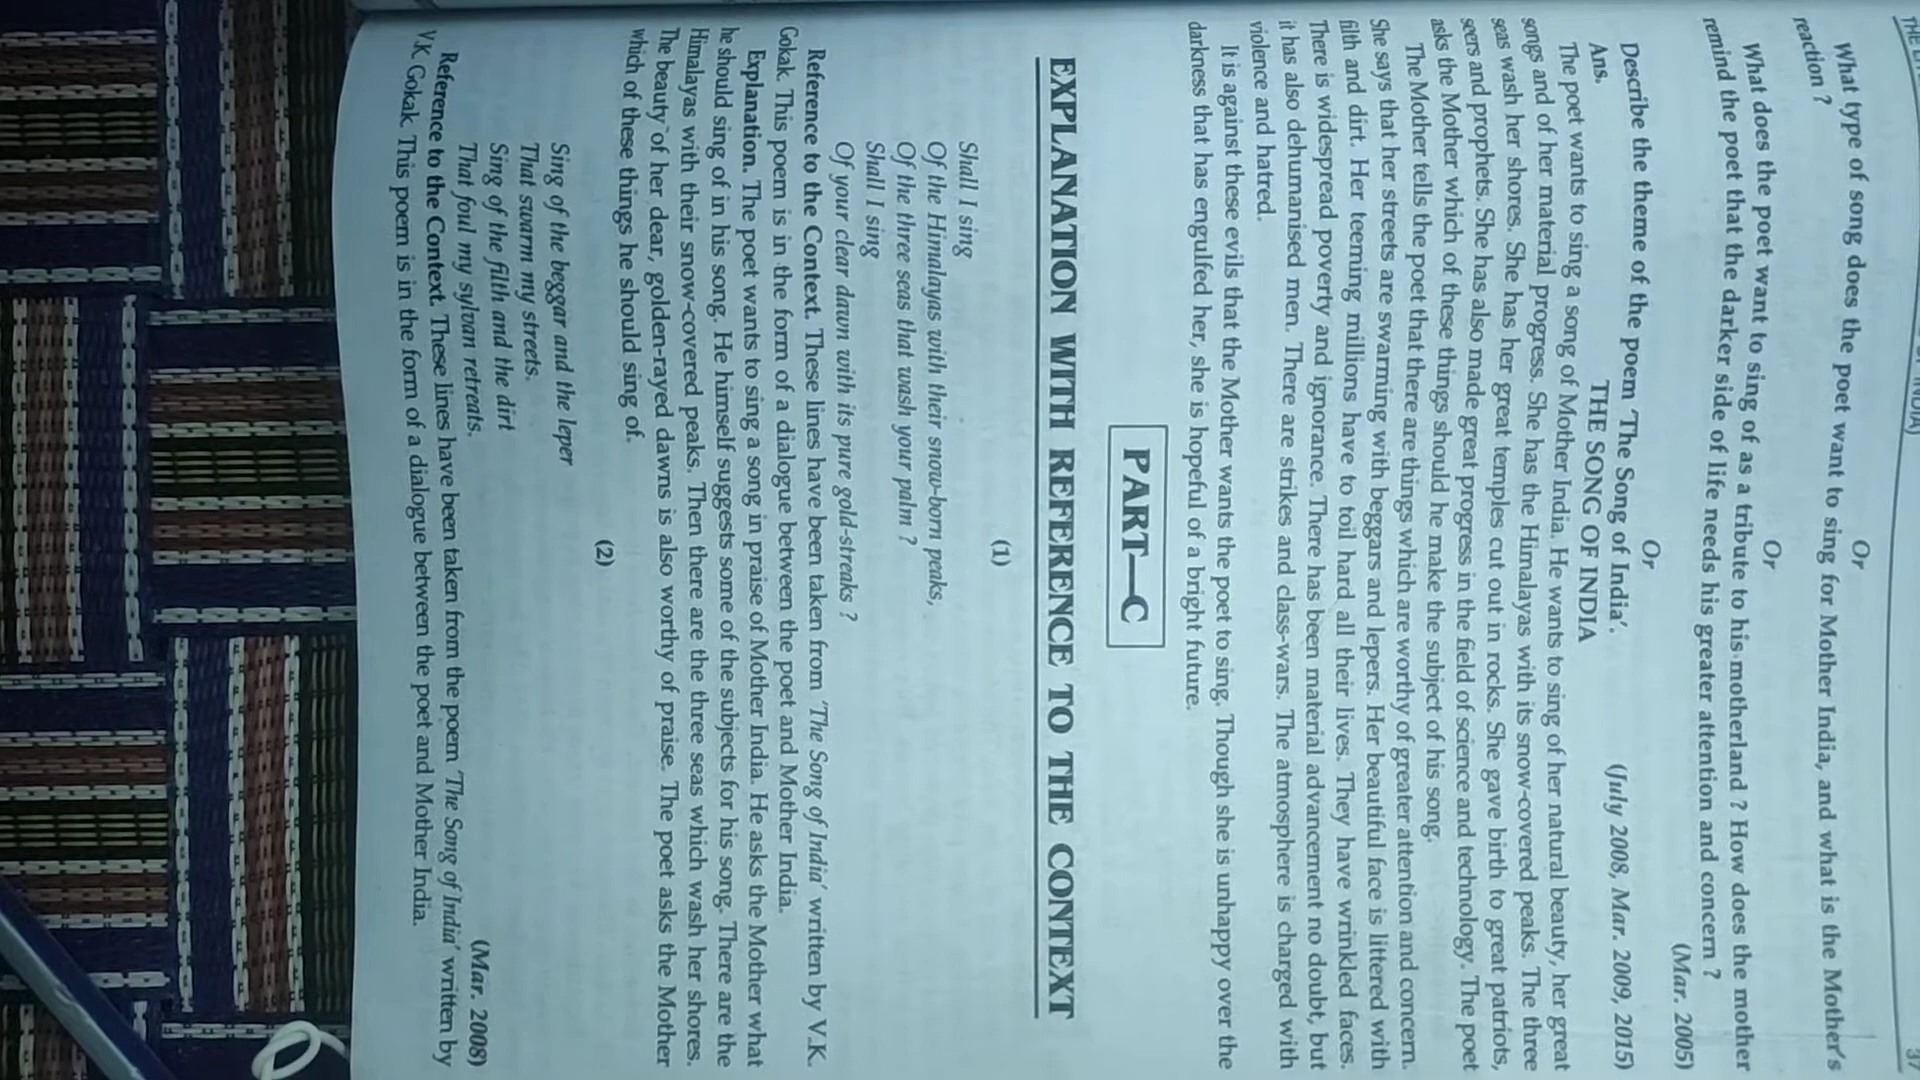 Or
What type of song does the poet want to sing for Mother India, and what is the Mother's
reaction ?
Or
What does the poet want to sing of as a tribute to his motherland ? How does the mother
remind the poet that the darker side of life needs his greater attention and concern ?
(Mar. 2005)
Or
Describe the theme of the poem 'The Song of India'. (July 2008, Mar. 2009, 2015)
Ans. THE SONG OF INDIA
The poet wants to sing a song of Mother India. He wants to sing of her natural beauty, her great
songs and of her material progress. She has the Himalayas with its snow-covered peaks. The three
seas wash her shores. She has her great temples cut out in rocks. She gave birth to great patriots,
seers and prophets. She has also made great progress in the field of science and technology. The poet
asks the Mother which of these things should he make the subject of his song.
The Mother tells the poet that there are things which are worthy of greater attention and concern.
She says that her streets are swarming with beggars and lepers. Her beautiful face is littered with
filth and dirt. Her teeming millions have to toil hard all their lives. They have wrinkled faces.
There is widespread poverty and ignorance. There has been material advancement no doubt, but
it has also dehumanised men. There are strikes and class-wars. The atmosphere is charged with
violence and hatred.
It is against these evils that the Mother wants the poet to sing. Though she is unhappy over the
darkness that has engulfed her, she is hopeful of a bright future.
PART—C
EXPLANATION WITH REFERENCE TO THE CONTEXT
(1)
Shall I sing
Of the Himalayas with their snow-born peaks,
Of the three seas that wash your palm ?
Shall I sing
Of your clear dawn with its pure gold-streaks ?
Reference to the Context. These lines have been taken from 'The Song of India' written by V.K.
Gokak. This poem is in the form of a dialogue between the poet and Mother India.
Explanation. The poet wants to sing a song in praise of Mother India. He asks the Mother what
he should sing of in his song. He himself suggests some of the subjects for his song. There are the
Himalayas with their snow-covered peaks. Then there are the three seas which wash her shores.
The beauty of her dear, golden-rayed dawns is also worthy of praise. The poet asks the Mother
which of these things he should sing of.
(2)
Sing of the beggar and the leper
That swarm my streets.
Sing of the filth and the dirt
That foul my sylvan retreats. (Mar. 2008)
Reference to the Context. These lines have been taken from the poem 'The Song of India' written by
V.K. Gokak. This poem is in the form of a dialogue between the poet and Mother India.